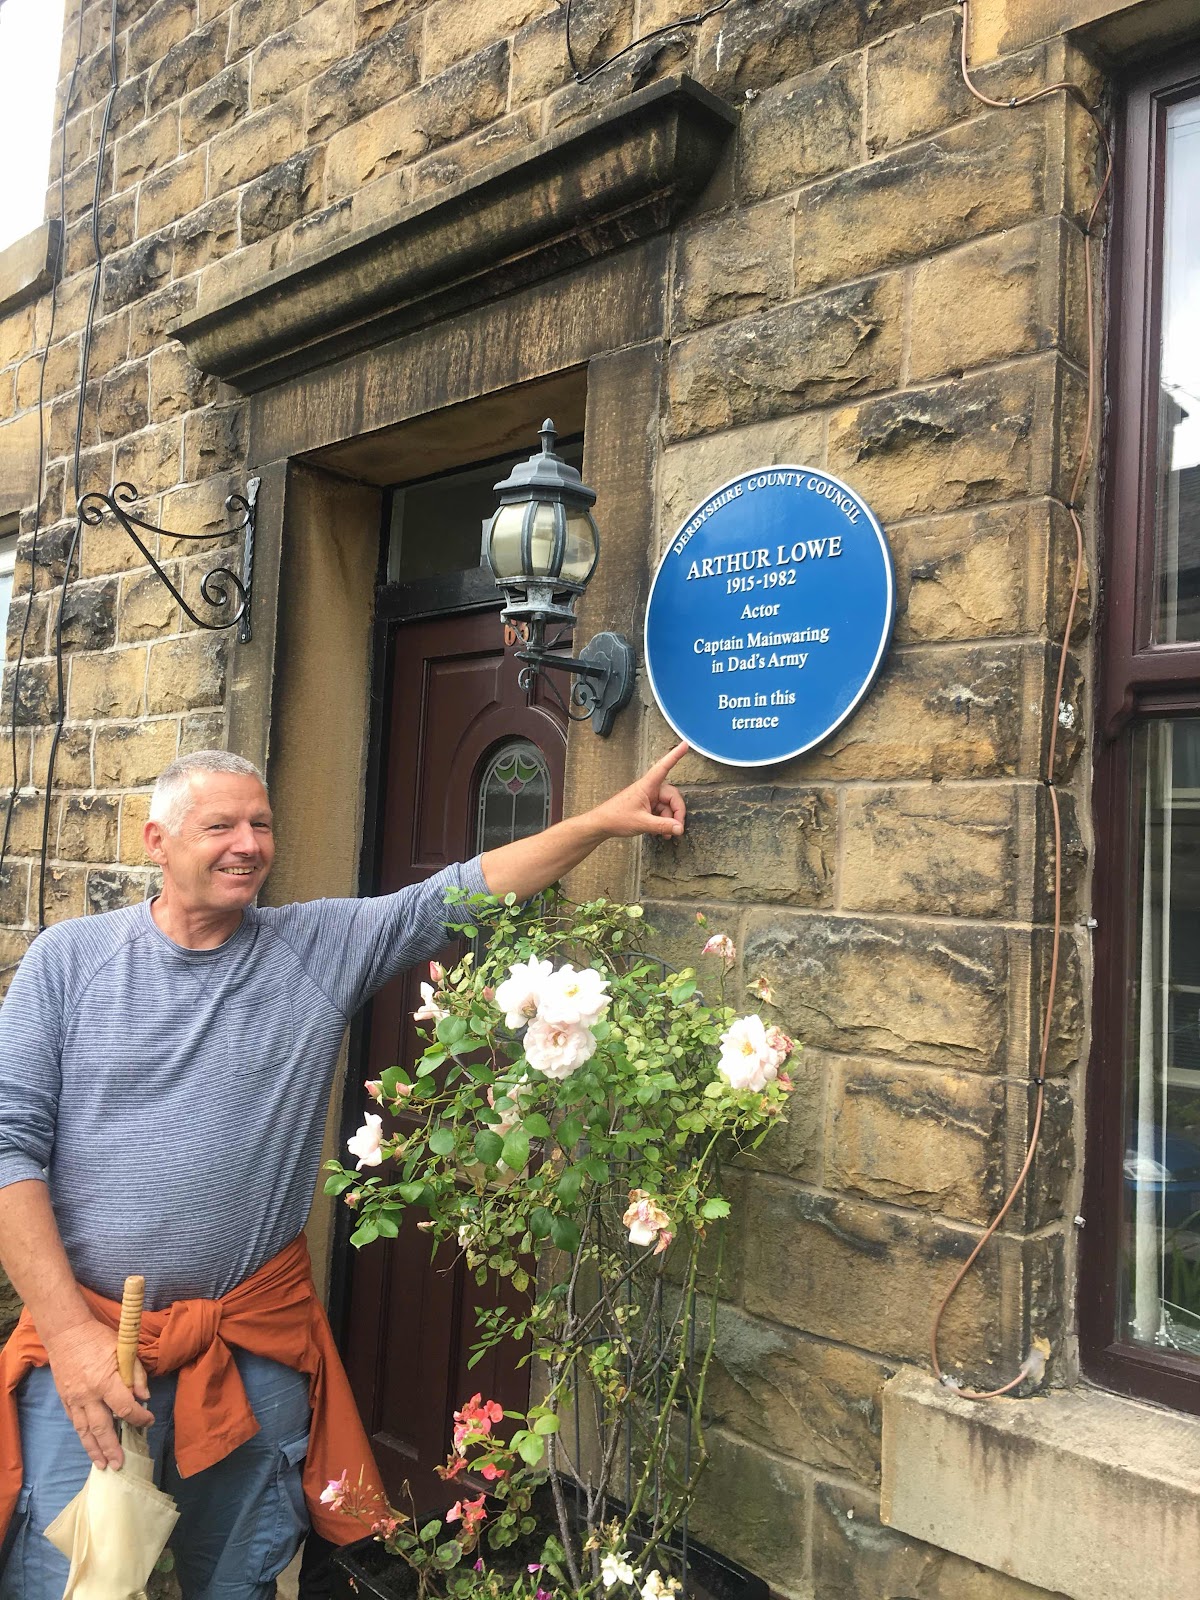 DERBYSHIRE COUNTY COUNCIL
ARTHUR LOWE
1915-1982
Actor
Captain Mainwaring
in Dad's Army
Born in this
terrace